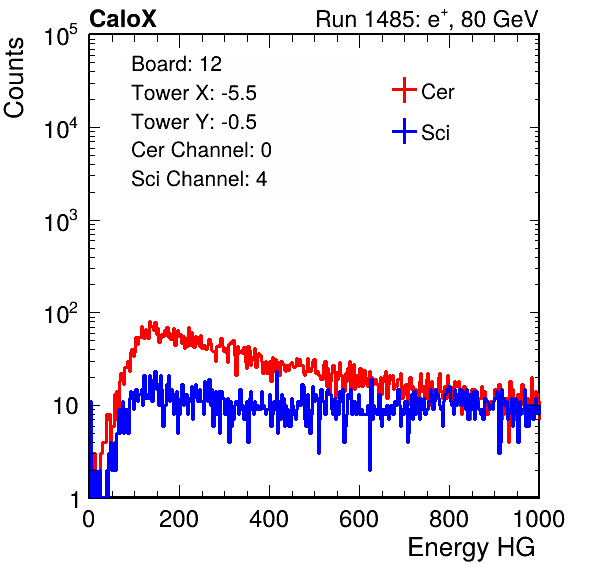 CaloX Run 1485: e⁺, 80 GeV
Counts
10⁵
10⁴
10³
10²
10
1
Board: 12
Tower X: -5.5
Tower Y: -0.5
Cer Channel: 0
Sci Channel: 4
Cer
Sci
0 200 400 600 800 1000
Energy HG